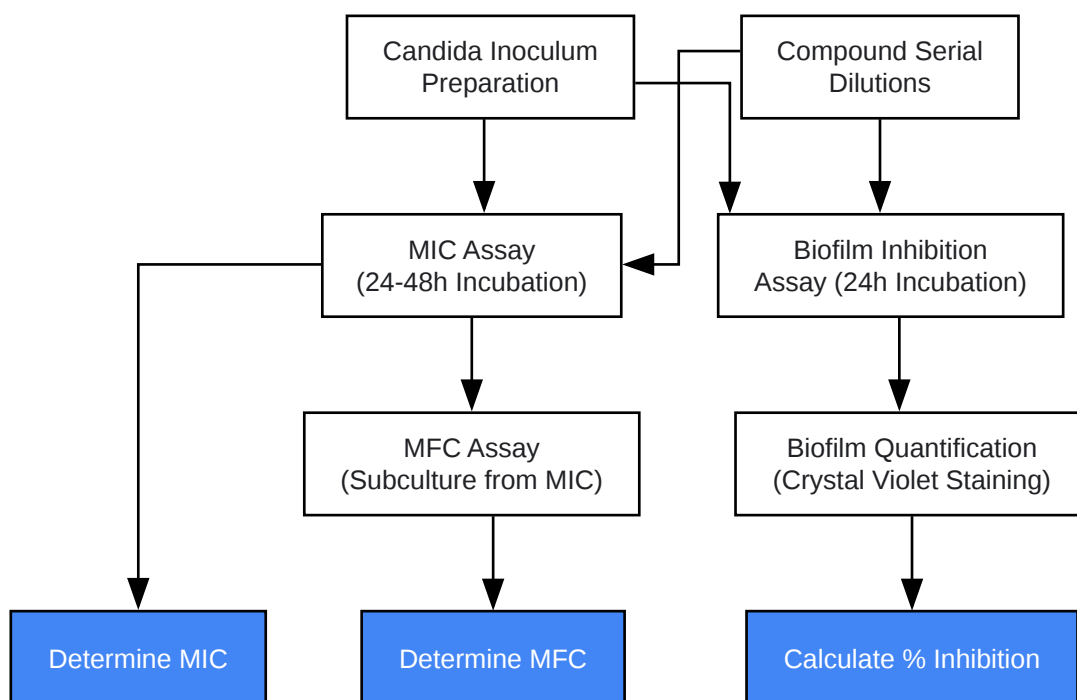 Candida Inoculum
Preparation
Compound Serial
Dilutions
MIC Assay
(24-48h Incubation)
Biofilm Inhibition
Assay (24h Incubation)
MFC Assay
(Subculture from MIC)
Biofilm Quantification
(Crystal Violet Staining)
Determine MIC
Determine MFC
Calculate % Inhibition